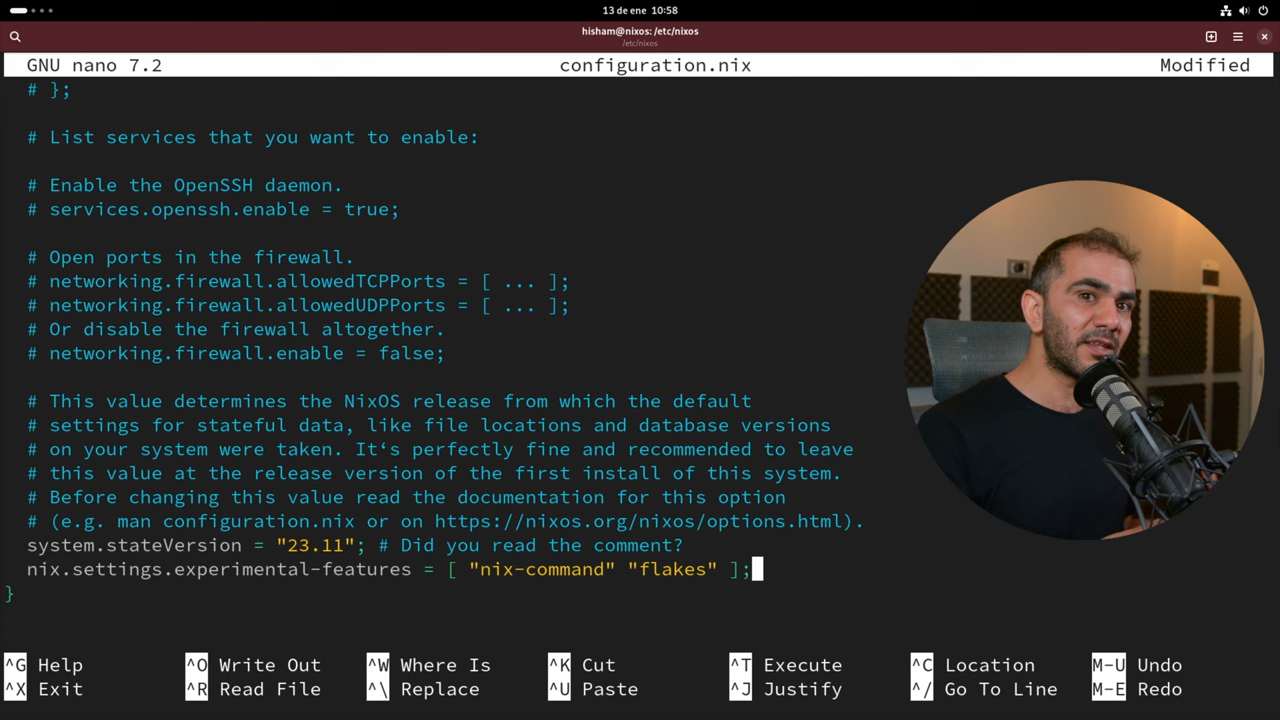 13 de ene 10:58
hisham@nixos: /etc/nixos
/etc/nixos
GNU nano 7.2 configuration.nix Modified
# };
# List services that you want to enable:
# Enable the OpenSSH daemon.
# services.openssh.enable = true;
# Open ports in the firewall.
# networking.firewall.allowedTCPPorts = [ ... ];
# networking.firewall.allowedUDPPorts = [ ... ];
# Or disable the firewall altogether.
# networking.firewall.enable = false;
# This value determines the NixOS release from which the default
# settings for stateful data, like file locations and database versions
# on your system were taken. It‘s perfectly fine and recommended to leave
# this value at the release version of the first install of this system.
# Before changing this value read the documentation for this option
# (e.g. man configuration.nix or on https://nixos.org/nixos/options.html).
system.stateVersion = "23.11"; # Did you read the comment?
nix.settings.experimental-features = [ "nix-command" "flakes" ];
}
^G Help ^O Write Out ^W Where Is ^K Cut ^T Execute ^C Location M-U Undo
^X Exit ^R Read File ^\ Replace ^U Paste ^J Justify ^/ Go To Line M-E Redo